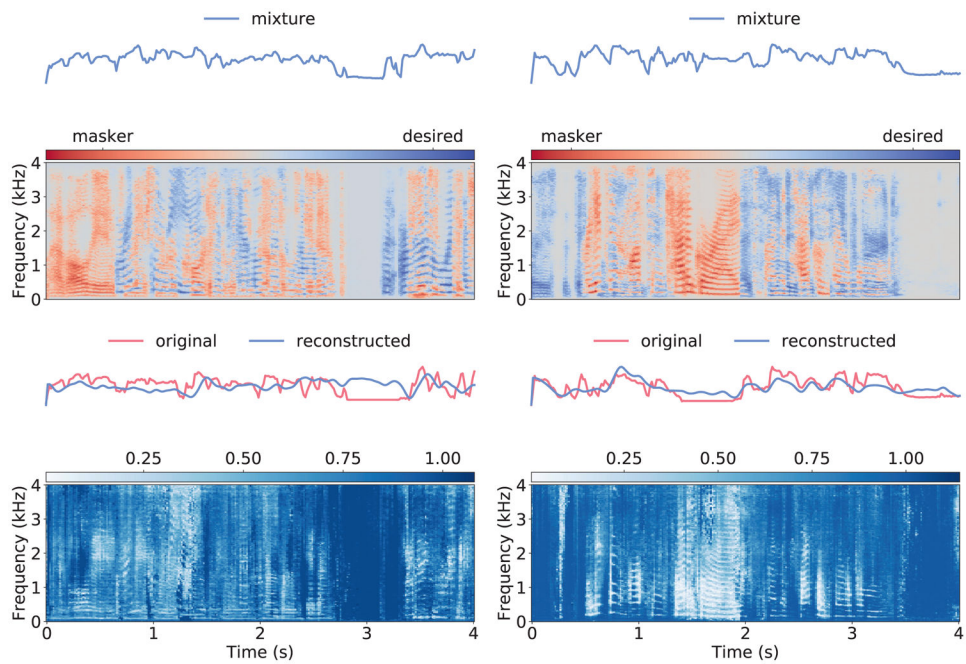 mixture
mixture
masker desired
masker desired
Frequency (kHz)
4
3
2
1
0
Frequency (kHz)
4
3
2
1
0
original reconstructed
original reconstructed
0.25 0.50 0.75 1.00
0.25 0.50 0.75 1.00
Frequency (kHz)
4
3
2
1
0
0 1 2 3 4
Time (s)
Frequency (kHz)
4
3
2
1
0
0 1 2 3 4
Time (s)